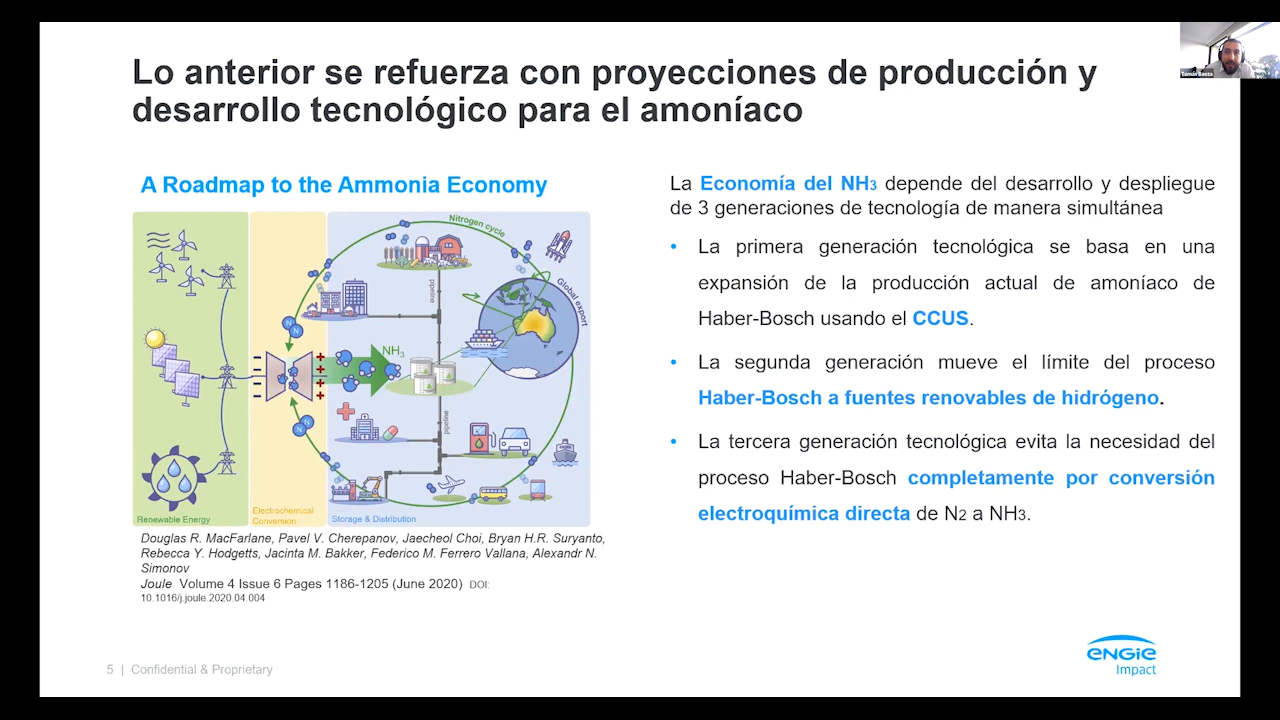 Lo anterior se refuerza con proyecciones de producción y
desarrollo tecnológico para el amoníaco
Tomás Baeza
A Roadmap to the Ammonia Economy
Nitrogen cycle
Global export
pipeline
N
N
NH3
pipeline
N
N
Renewable Energy
Electrochemical
Conversion
Storage & Distribution
Douglas R. MacFarlane, Pavel V. Cherepanov, Jaecheol Choi, Bryan H.R. Suryanto,
Rebecca Y. Hodgetts, Jacinta M. Bakker, Federico M. Ferrero Vallana, Alexandr N.
Simonov
Joule Volume 4 Issue 6 Pages 1186-1205 (June 2020) DOI:
10.1016/j.joule.2020.04.004
La Economía del NH3 depende del desarrollo y despliegue
de 3 generaciones de tecnología de manera simultánea
• La primera generación tecnológica se basa en una
expansión de la producción actual de amoníaco de
Haber-Bosch usando el CCUS.
• La segunda generación mueve el límite del proceso
Haber-Bosch a fuentes renovables de hidrógeno.
• La tercera generación tecnológica evita la necesidad del
proceso Haber-Bosch completamente por conversión
electroquímica directa de N2 a NH3.
5 | Confidential & Proprietary
ENGIE
Impact